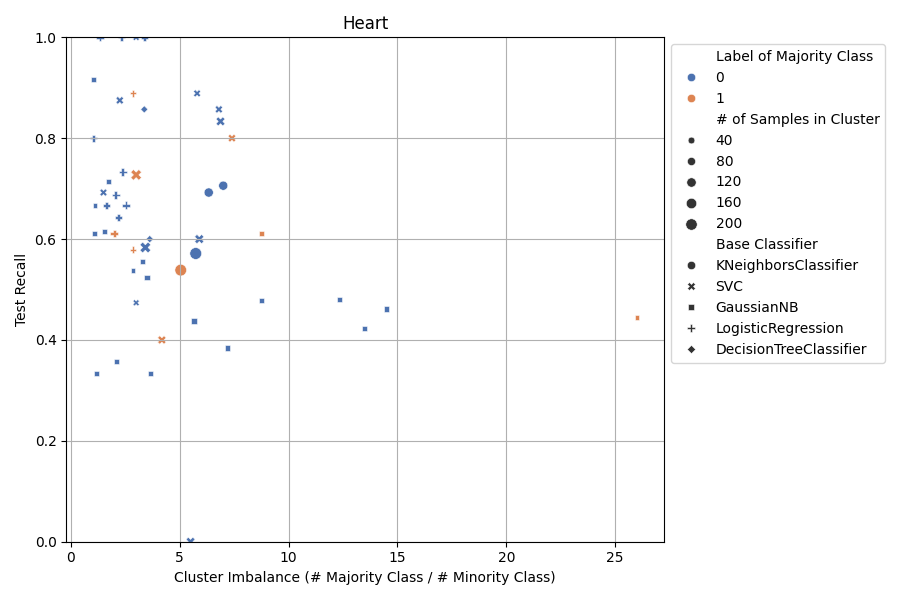 Heart
1.0
0.8
0.6
0.4
0.2
0.0
Test Recall
0
5
10
15
20
25
Cluster Imbalance (# Majority Class / # Minority Class)
Label of Majority Class
0
1
# of Samples in Cluster
40
80
120
160
200
Base Classifier
KNeighborsClassifier
SVC
GaussianNB
LogisticRegression
DecisionTreeClassifier